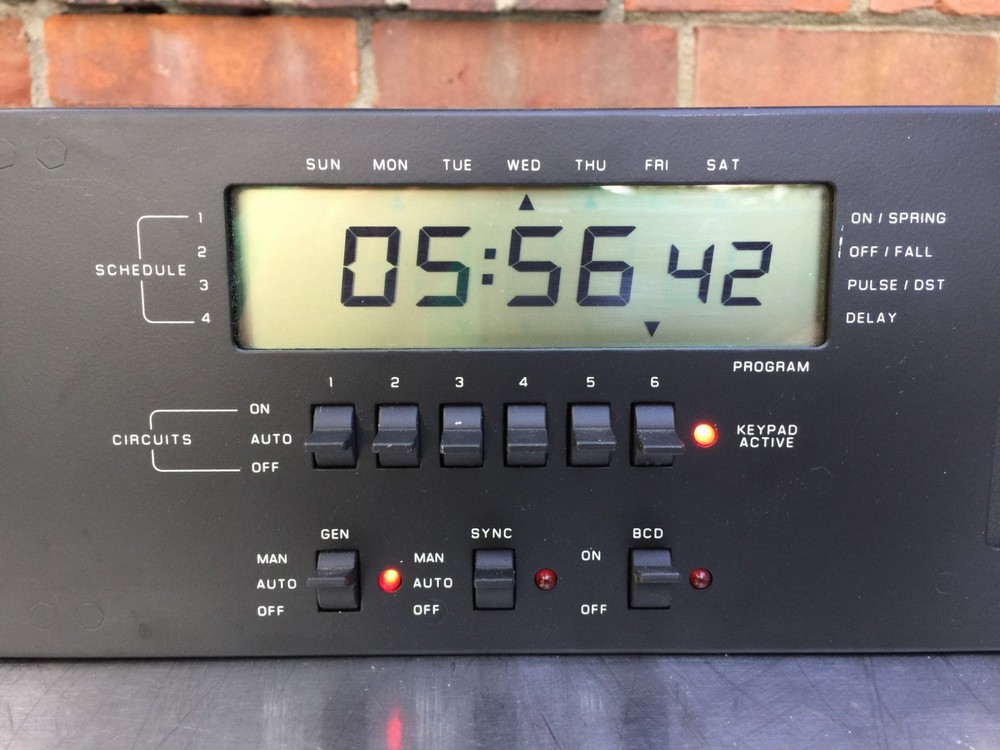 SUN MON TUE WED THU FRI SAT
1 ON / SPRING
2 OFF / FALL
SCHEDULE
05:56 42
3 PULSE / DST
4 DELAY
PROGRAM
1 2 3 4 5 6
ON
CIRCUITS AUTO
OFF
KEYPAD
ACTIVE
GEN SYNC BCD
MAN MAN ON
AUTO AUTO
OFF OFF OFF